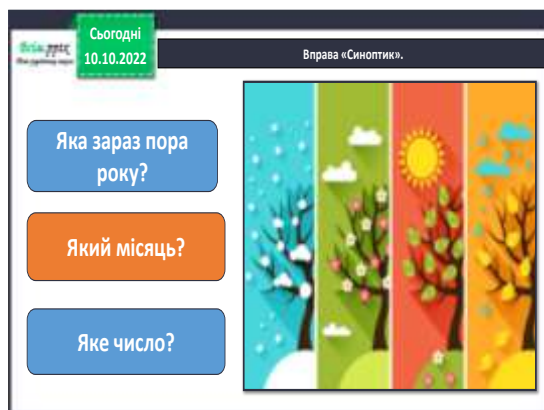 Сьогодні
10.10.2022
Вправа «Синоптик».
Яка зараз пора
року?
Який місяць?
Яке число?